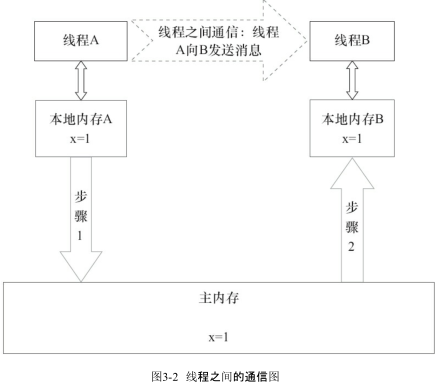 线程A
线程之间通信：线程
A向B发送消息
线程B
本地内存A
x=1
本地内存B
x=1
步
骤
1
步
骤
2
主内存
x=1
图3-2 线程之间的通信图